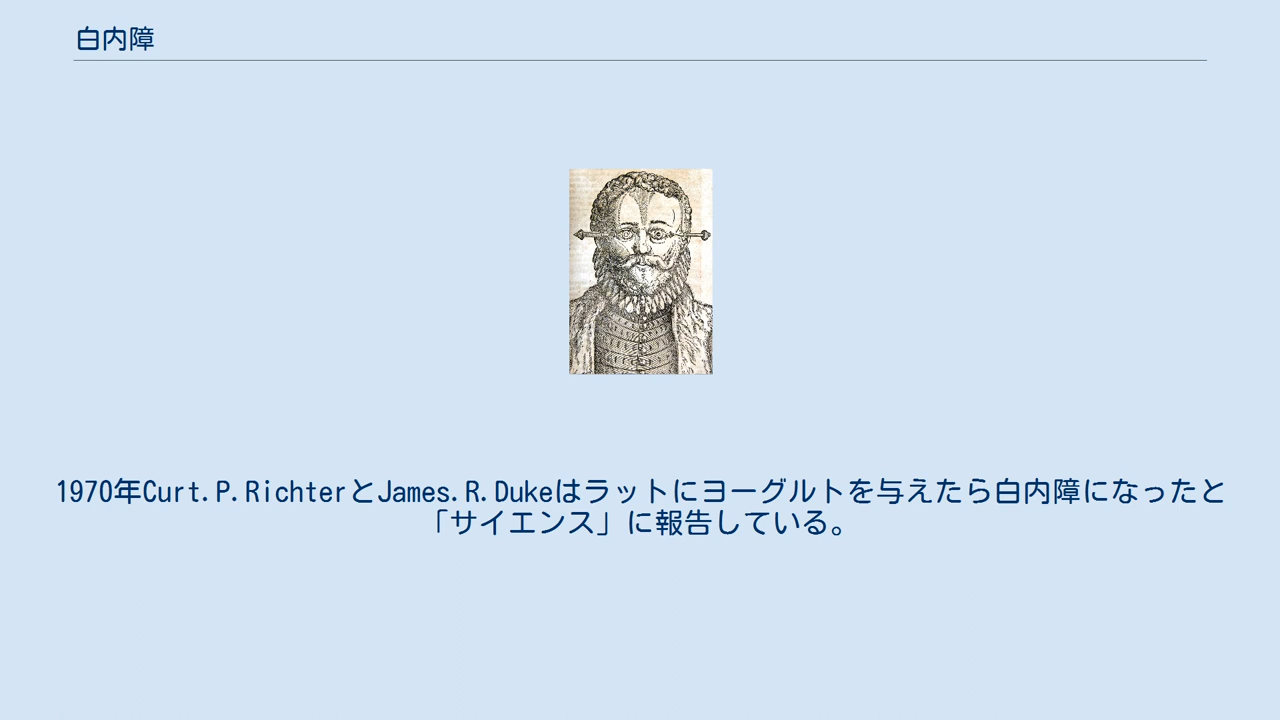 白内障
1970年Curt.P.RichterとJames.R.Dukeはラットにヨーグルトを与えたら白内障になったと
「サイエンス」に報告している。